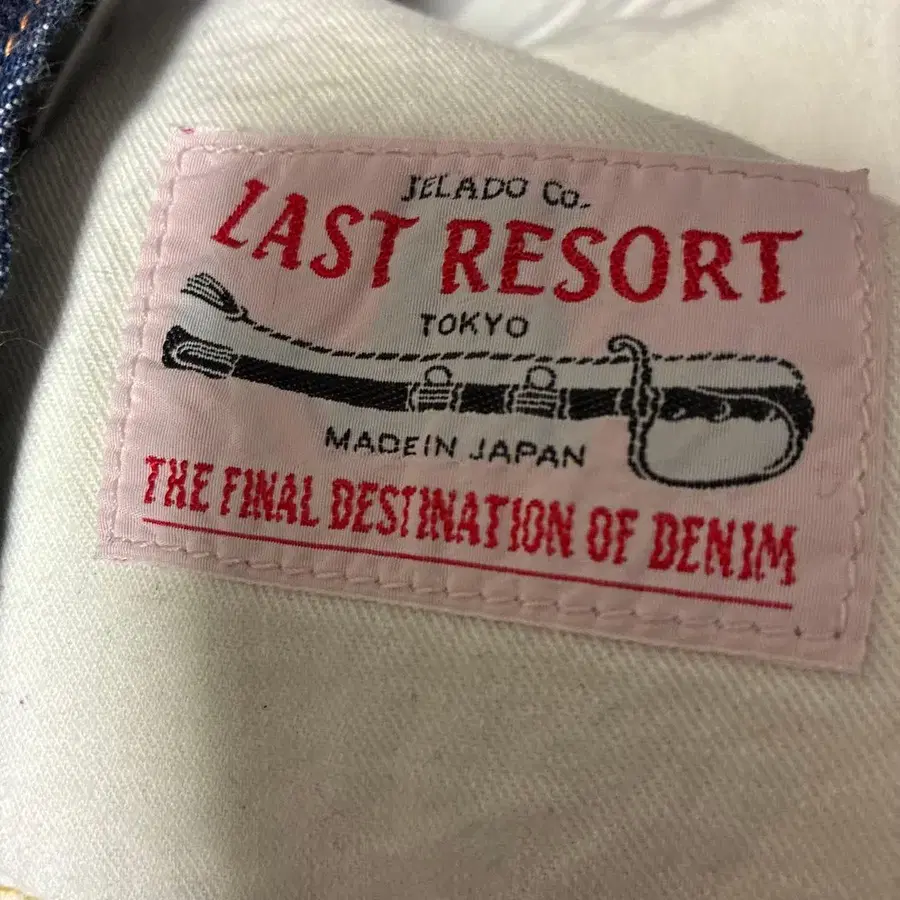 JELADO CO.
LAST RESORT
TOKYO
MADEIN JAPAN
THE FINAL DESTINATION OF DENIM